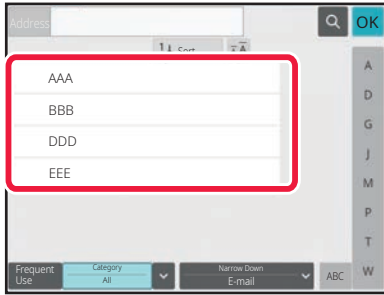 Address
OK
Sort
AAA
BBB
DDD
EEE
A
D
G
J
M
P
T
W
Frequent
Use
Category
All
Narrow Down
E-mail
ABC